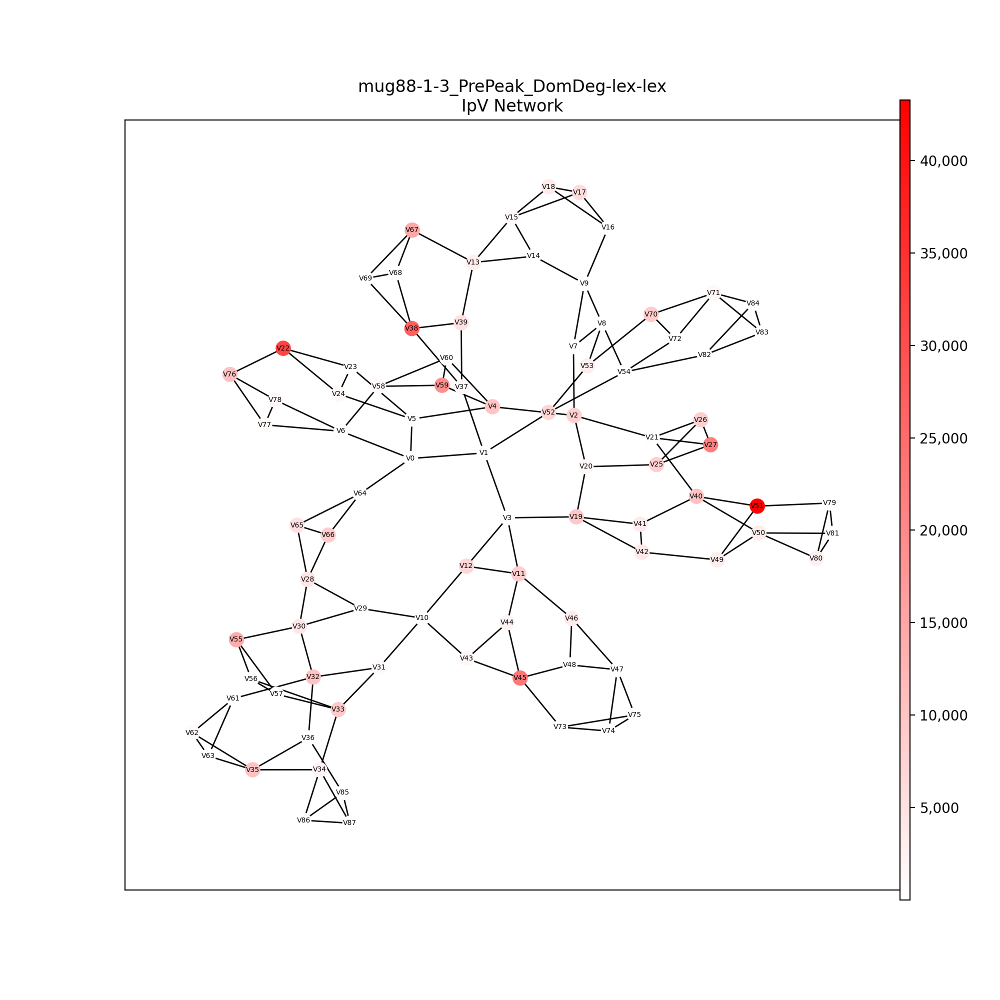 mug88-1-3_PrePeak_DomDeg-lex-lex
IpV Network
40,000
35,000
30,000
25,000
20,000
15,000
10,000
5,000
V18
V17
V15
V16
V67
V14
V13
V68
V69
V9
V71
V84
V70
V39
V8
V38
V83
V72
V7
V22
V82
V60
V53
V23
V54
V76
V58
V59
V37
V24
V78
V4
V52
V2
V5
V26
V77
V6
V21
V27
V1
V0
V25
V20
V64
V40
V79
V51
V3
V19
V41
V65
V50
V81
V66
V42
V80
V49
V12
V11
V28
V29
V10
V46
V44
V30
V55
V43
V48
V31
V47
V32
V45
V56
V57
V61
V33
V75
V73
V74
V62
V36
V63
V34
V35
V85
V86
V87